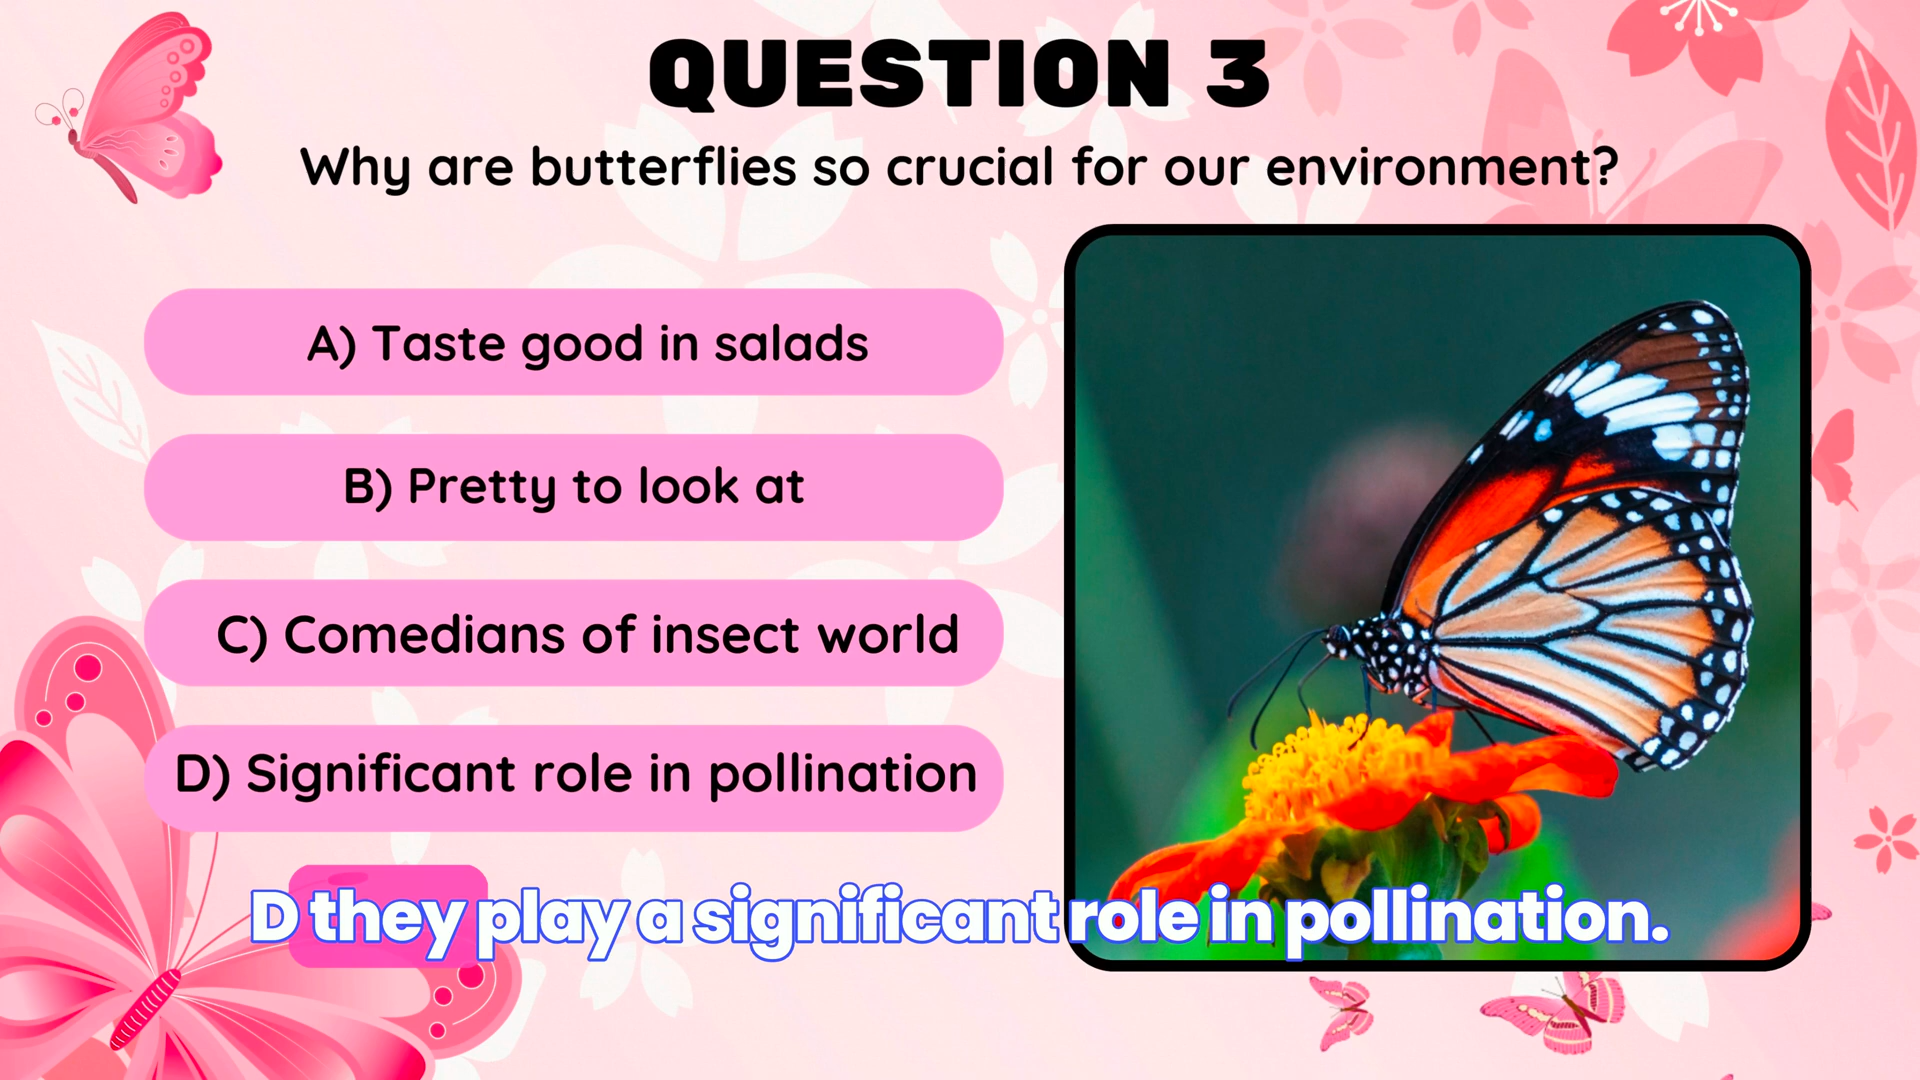 QUESTION 3
Why are butterflies so crucial for our environment?
A) Taste good in salads
B) Pretty to look at
C) Comedians of insect world
D) Significant role in pollination
D they play a significant role in pollination.